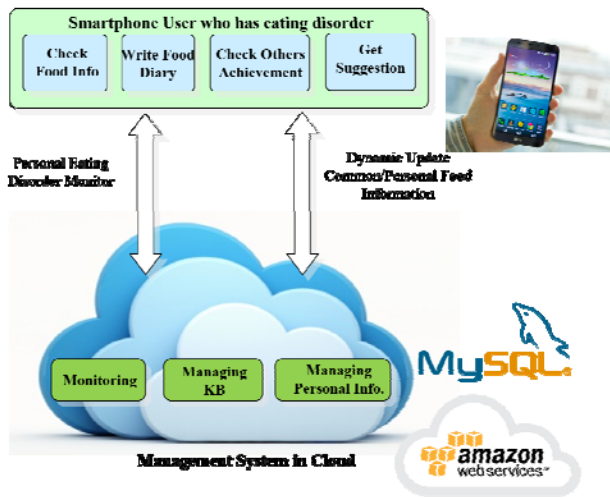 Smartphone User who has eating disorder
Check
Food Info
Write Food
Diary
Check Others
Achievement
Get
Suggestion
Personal Eating
Disorder Monitor
Dynamic Update
Common/Personal Food
Information
Monitoring
Managing
KB
Managing
Personal Info.
MySQL
Management System in Cloud
amazon
web services